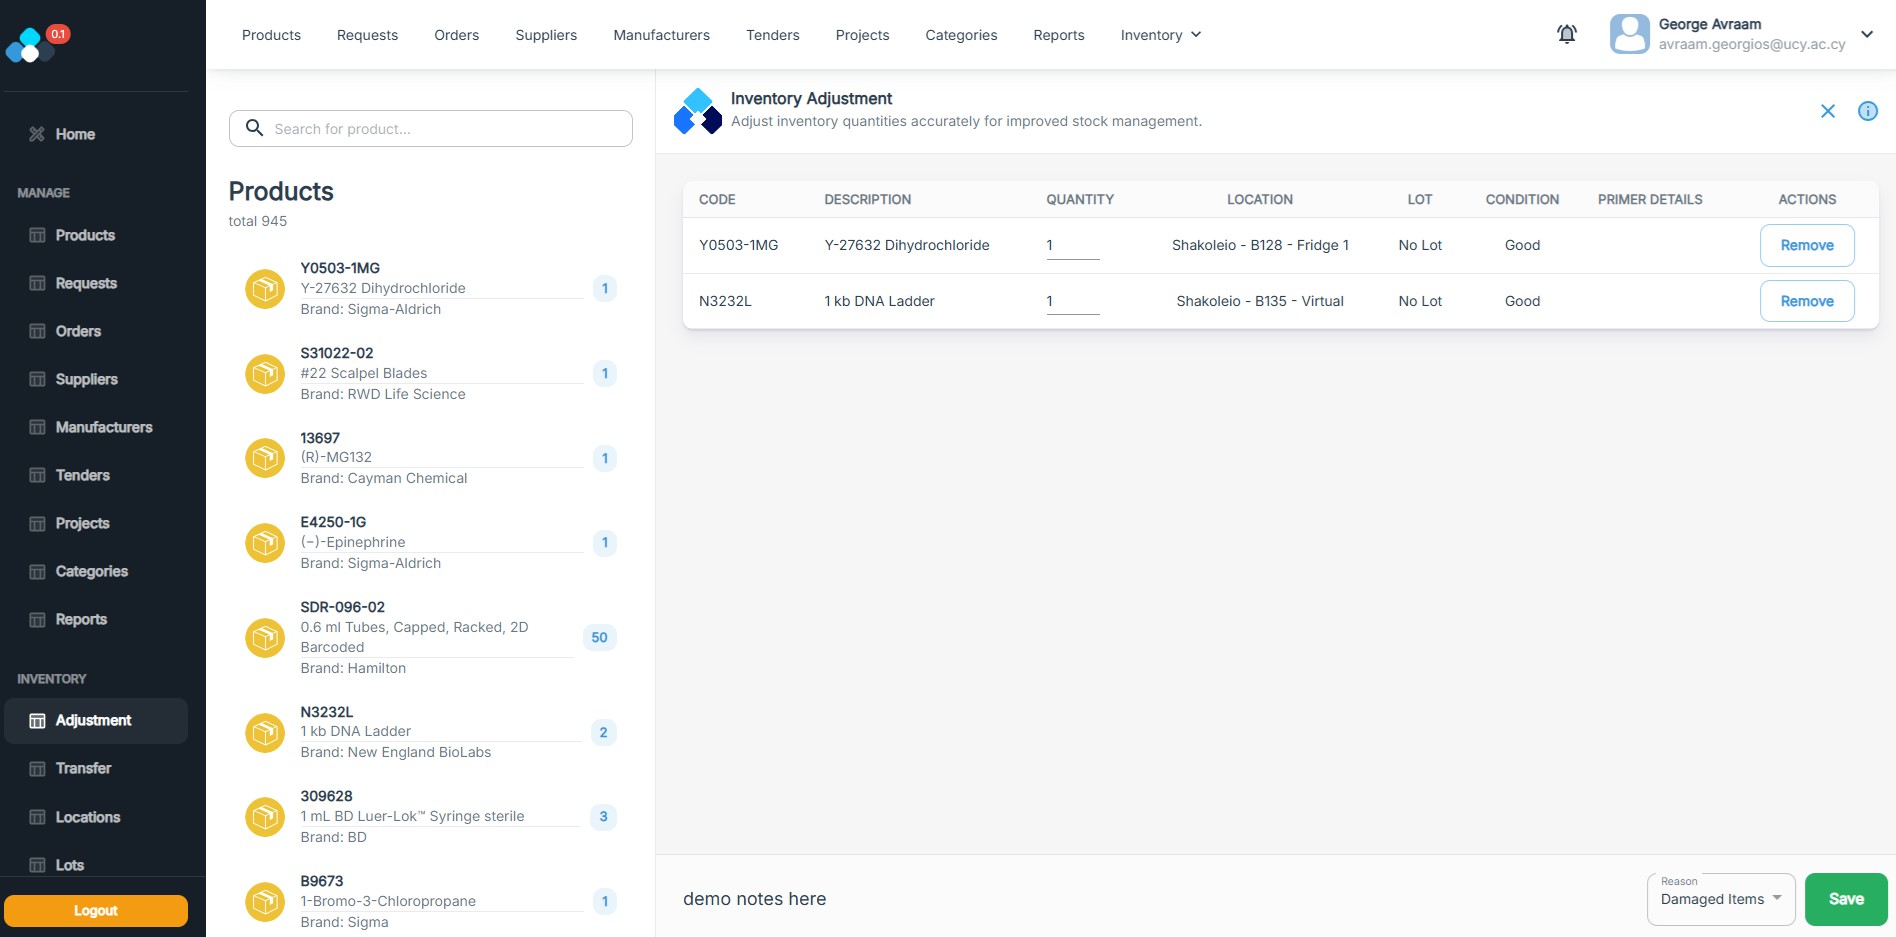 0.1
Home
MANAGE
Products
Requests
Orders
Suppliers
Manufacturers
Tenders
Projects
Categories
Reports
INVENTORY
Adjustment
Transfer
Locations
Lots
Logout
Products Requests Orders Suppliers Manufacturers Tenders Projects Categories Reports Inventory
George Avraam
avraam.georgios@ucy.ac.cy
Search for product...
Products
total 945
Y0503-1MG
Y-27632 Dihydrochloride
Brand: Sigma-Aldrich
1
S31022-02
#22 Scalpel Blades
Brand: RWD Life Science
1
13697
(R)-MG132
Brand: Cayman Chemical
1
E4250-1G
(−)-Epinephrine
Brand: Sigma-Aldrich
1
SDR-096-02
0.6 ml Tubes, Capped, Racked, 2D
Barcoded
Brand: Hamilton
50
N3232L
1 kb DNA Ladder
Brand: New England BioLabs
2
309628
1 mL BD Luer-Lok™ Syringe sterile
Brand: BD
3
B9673
1-Bromo-3-Chloropropane
Brand: Sigma
1
Inventory Adjustment
Adjust inventory quantities accurately for improved stock management.
CODE DESCRIPTION QUANTITY LOCATION LOT CONDITION PRIMER DETAILS ACTIONS
Y0503-1MG Y-27632 Dihydrochloride 1 Shakoleio - B128 - Fridge 1 No Lot Good Remove
N3232L 1 kb DNA Ladder 1 Shakoleio - B135 - Virtual No Lot Good Remove
demo notes here
Reason
Damaged Items
Save